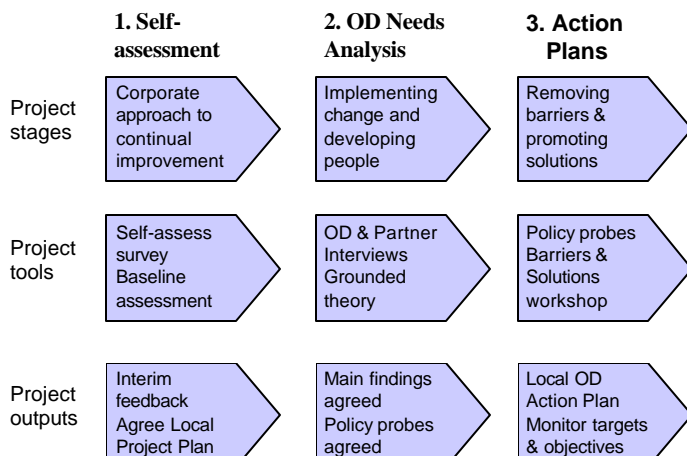 1. Self-
assessment
2. OD Needs
Analysis
3. Action
Plans
Project
stages
Corporate
approach to
continual
improvement
Implementing
change and
developing
people
Removing
barriers &
promoting
solutions
Project
tools
Self-assess
survey
Baseline
assessment
OD & Partner
Interviews
Grounded
theory
Policy probes
Barriers &
Solutions
workshop
Project
outputs
Interim
feedback
Agree Local
Project Plan
Main findings
agreed
Policy probes
agreed
Local OD
Action Plan
Monitor targets
& objectives